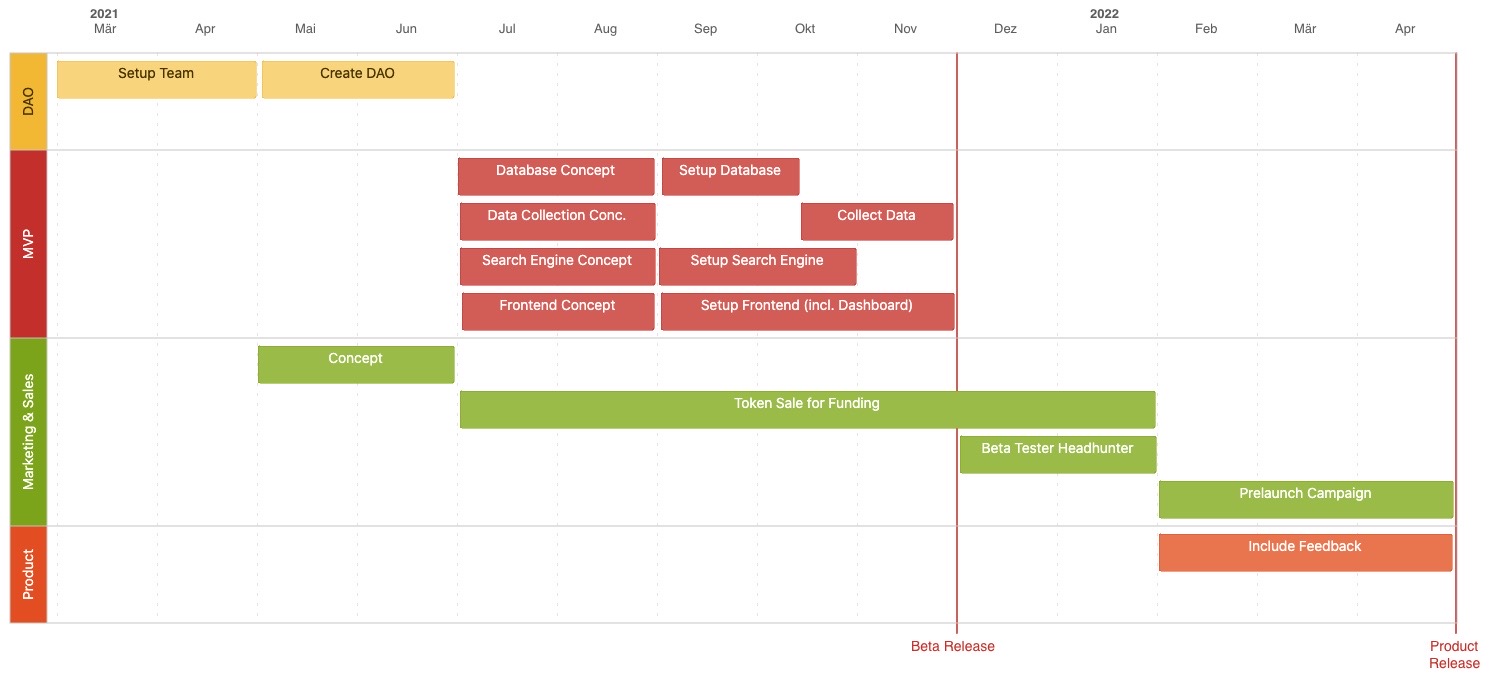 2021
2022
Mär Apr Mai Jun Jul Aug Sep Okt Nov Dez Jan Feb Mär Apr
DAO
Setup Team Create DAO
MVP
Database Concept Setup Database
Data Collection Conc. Collect Data
Search Engine Concept Setup Search Engine
Frontend Concept Setup Frontend (incl. Dashboard)
Marketing & Sales
Concept
Token Sale for Funding
Beta Tester Headhunter
Prelaunch Campaign
Product
Include Feedback
Beta Release
Product
Release